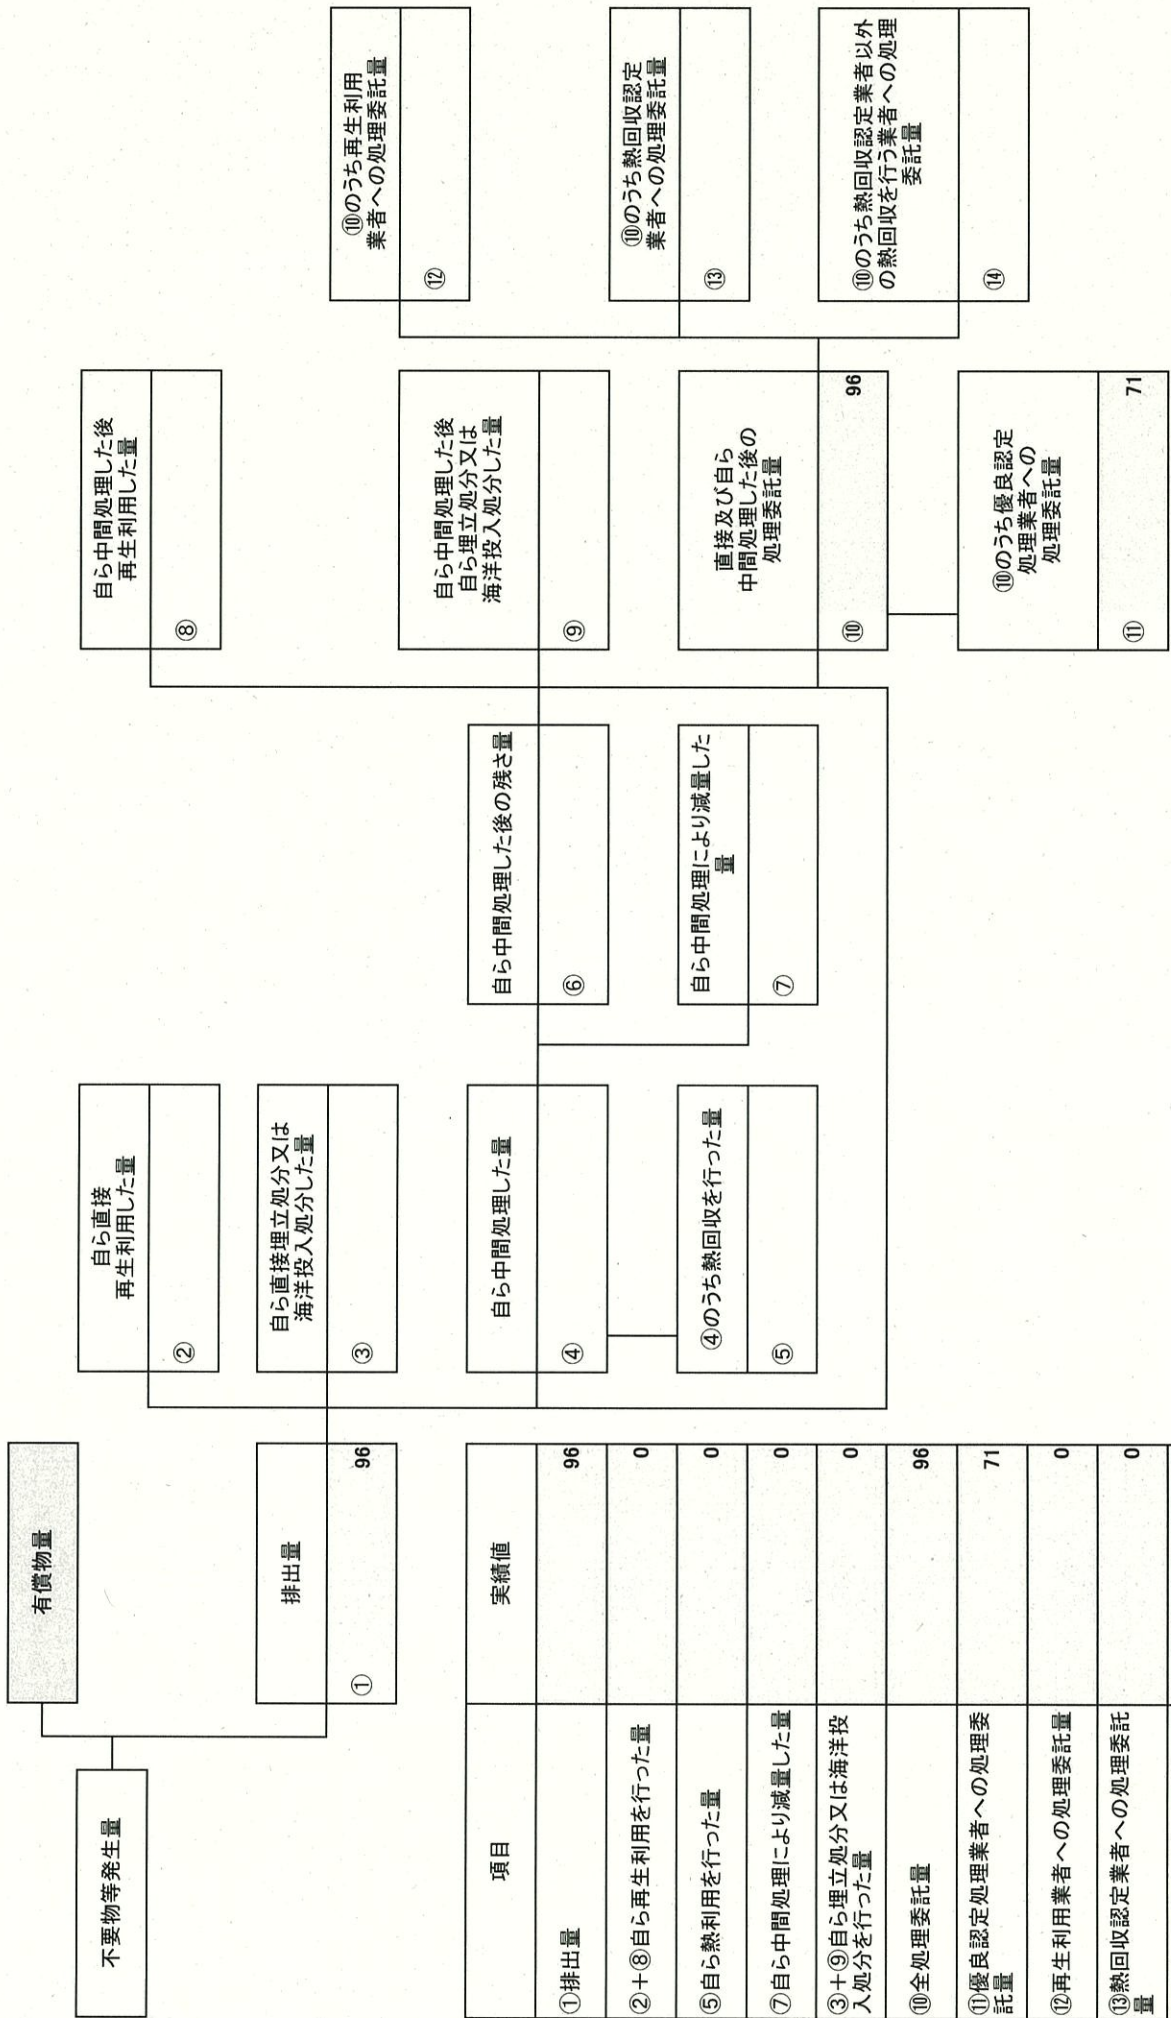 不要物等発生量
有償物量
排出量
①
96
自ら直接
再生利用した量
②
自ら直接埋立処分又は
海洋投入処分した量
③
自ら中間処理した量
④
④のうち熱回収を行った量
⑤
自ら中間処理した後の残さ量
⑥
自ら中間処理により減量した
量
⑦
自ら中間処理した後
再生利用した量
⑧
自ら中間処理した後
自ら埋立処分又は
海洋投入処分した量
⑨
直接及び自ら
中間処理した後の
処理委託量
⑩
96
⑩のうち優良認定
処理業者への
処理委託量
⑪
71
⑩のうち再生利用
業者への処理委託量
⑫
⑩のうち熱回収認定
業者への処理委託量
⑬
⑩のうち熱回収認定業者以外
の熱回収を行う業者への処理
委託量
⑭
項目
実績値
①排出量
96
②+⑧自ら再生利用を行った量
0
⑤自ら熱利用を行った量
0
⑦自ら中間処理により減量した量
0
③+⑨自ら埋立処分又は海洋投
入処分を行った量
0
⑩全処理委託量
96
⑪優良認定処理業者への処理委
託量
71
⑫再生利用業者への処理委託量
0
⑬熱回収認定業者への処理委託
量
0